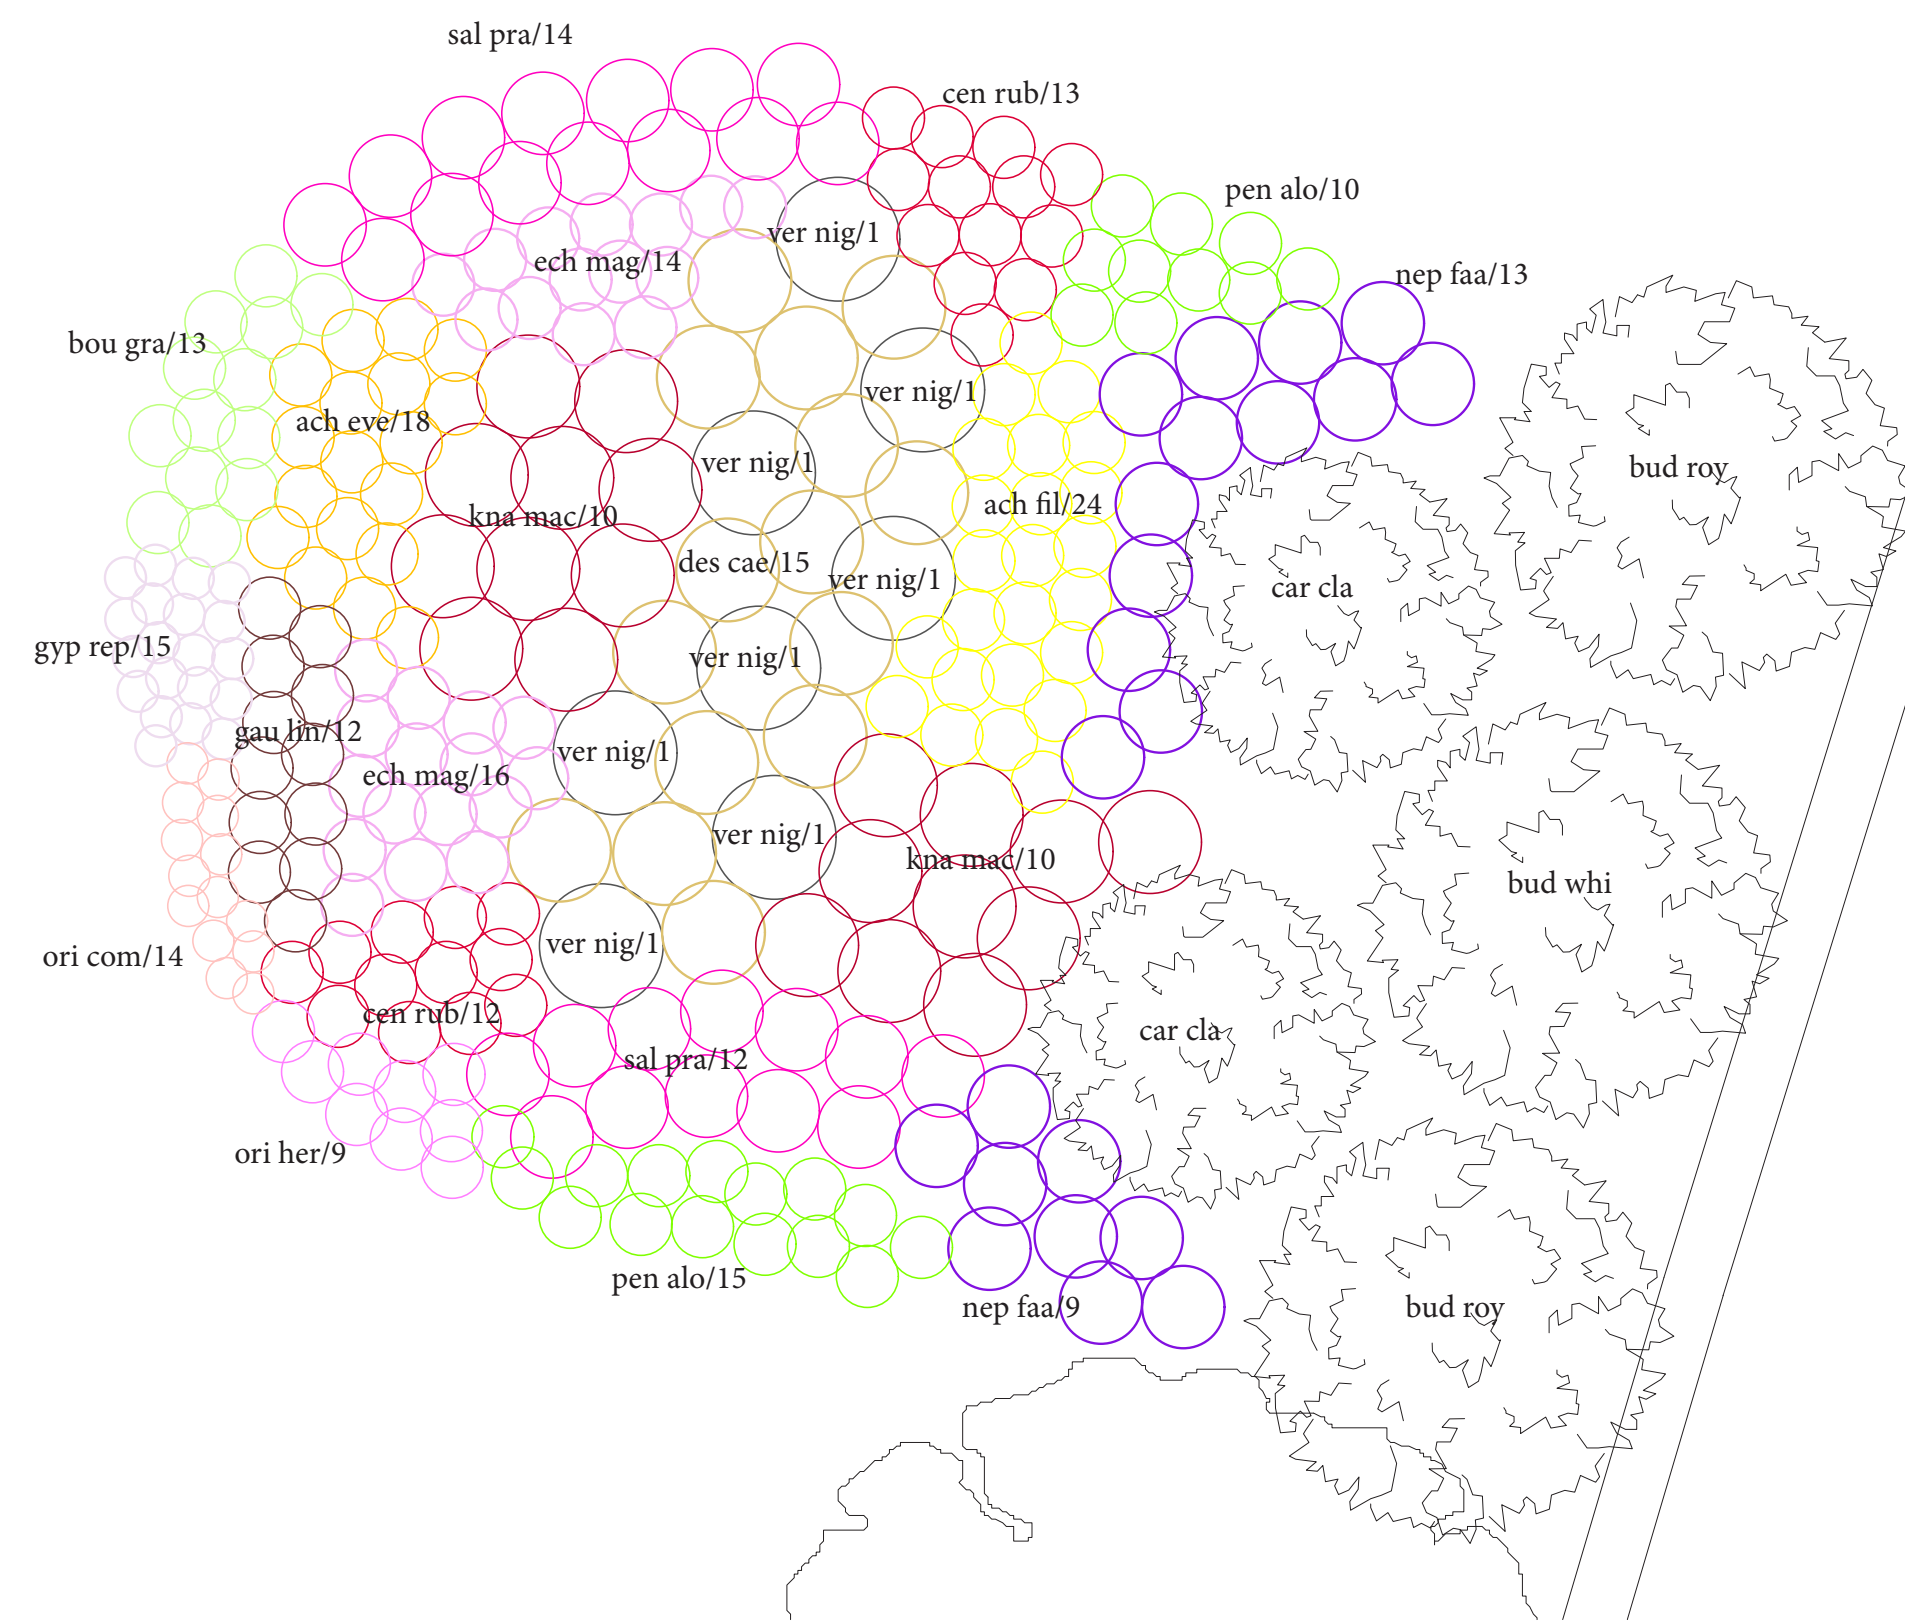 sal pra/14
cen rub/13
pen alo/10
ver nig/1
ech mag/14
nep faa/13
bou gra/13
ver nig/1
ach eve/18
ver nig/1
bud roy
ach fil/24
kna mac/10
des cae/15
ver nig/1
car cla
gyp rep/15
ver nig/1
gau lin/12
ver nig/1
ech mag/16
ver nig/1
kna mac/10
bud whi
ver nig/1
ori com/14
cen rub/12
car cla
sal pra/12
ori her/9
pen alo/15
nep faa/9
bud roy